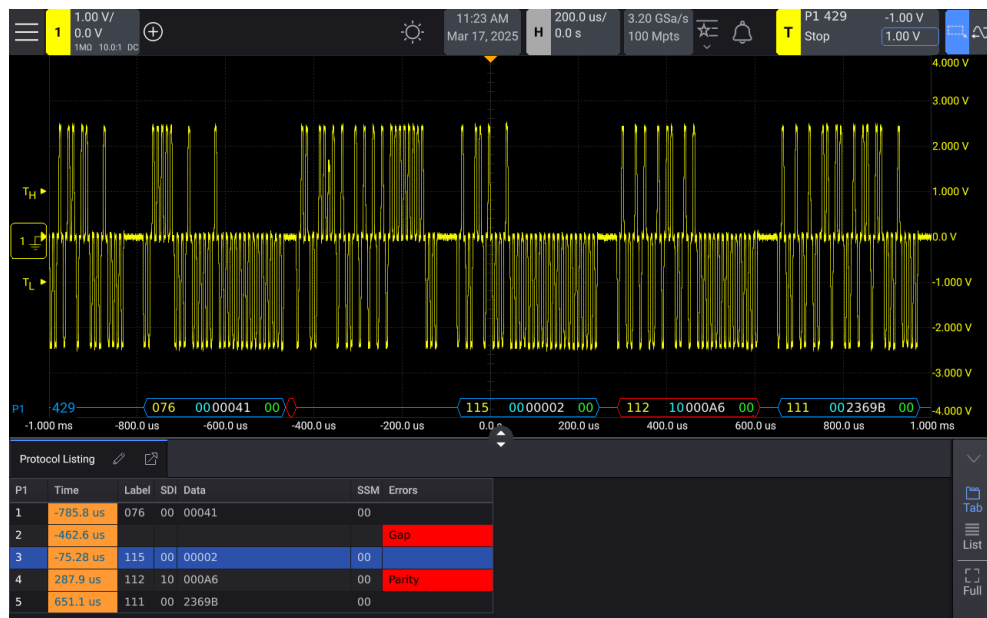 1 1.00 V/ 0.0 V 1MΩ 10.0:1 DC
11:23 AM
Mar 17, 2025
H 200.0 us/ 0.0 s
3.20 GSa/s
100 Mpts
T P1 429 -1.00 V
Stop 1.00 V
4.000 V
3.000 V
2.000 V
TH 1.000 V
1 0.0 V
TL -1.000 V
-2.000 V
-3.000 V
P1 429 076 00 00041 00 115 00 00002 00 112 10 000A6 00 111 00 2369B 00 -4.000 V
-1.000 ms -800.0 us -600.0 us -400.0 us -200.0 us 0.0 200.0 us 400.0 us 600.0 us 800.0 us 1.000 ms
Protocol Listing
P1 Time Label SDI Data SSM Errors
1 -785.8 us 076 00 00041 00
2 -462.6 us Gap
3 -75.28 us 115 00 00002 00
4 287.9 us 112 10 000A6 00 Parity
5 651.1 us 111 00 2369B 00
Tab
List
Full